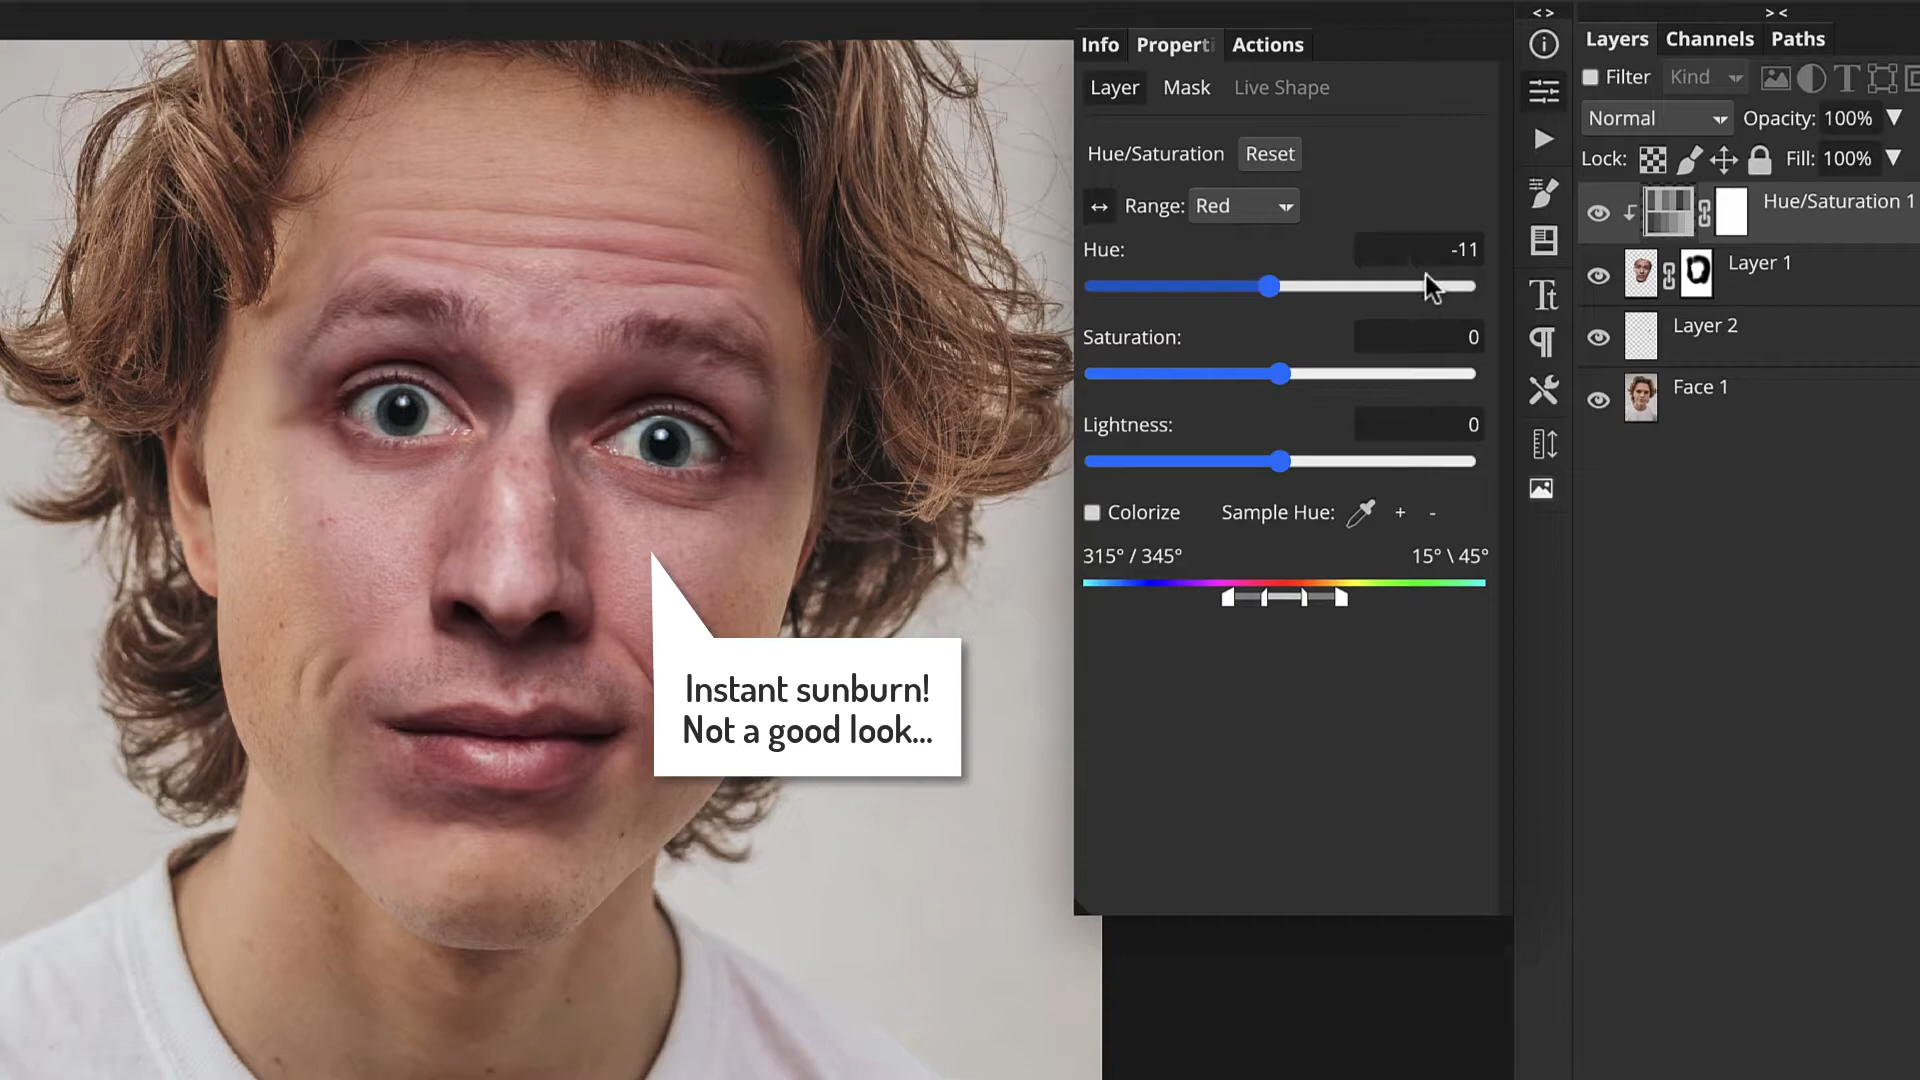 Info Properti Actions
Layer Mask Live Shape
Hue/Saturation Reset
Range: Red
Hue: -11
Saturation: 0
Lightness: 0
Colorize Sample Hue: + -
315° / 345° 15° \ 45°
Instant sunburn!
Not a good look...
< >
> <
Layers Channels Paths
Filter Kind
Normal Opacity: 100%
Lock: Fill: 100%
Hue/Saturation 1
Layer 1
Layer 2
Face 1